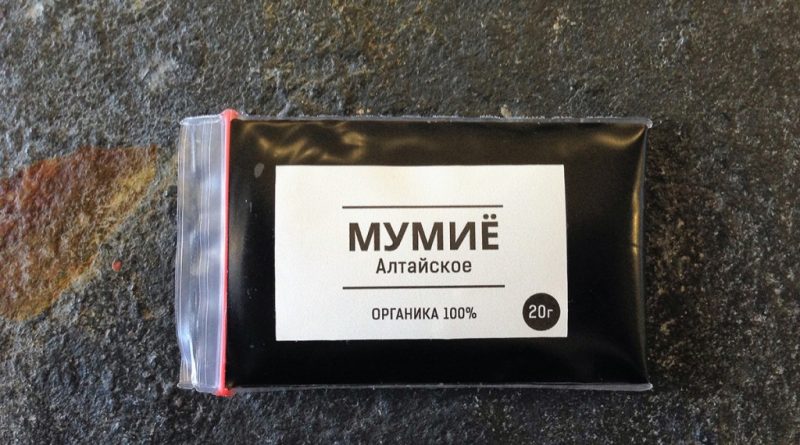 МУМИЁ
Алтайское
ОРГАНИКА 100%
20г